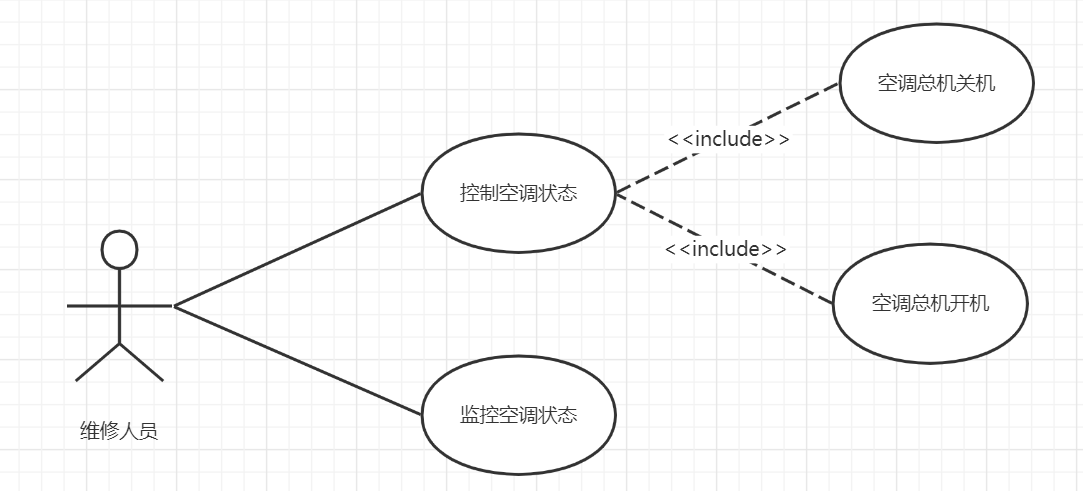 空调总机关机
<<include>>
控制空调状态
<<include>>
空调总机开机
监控空调状态
维修人员